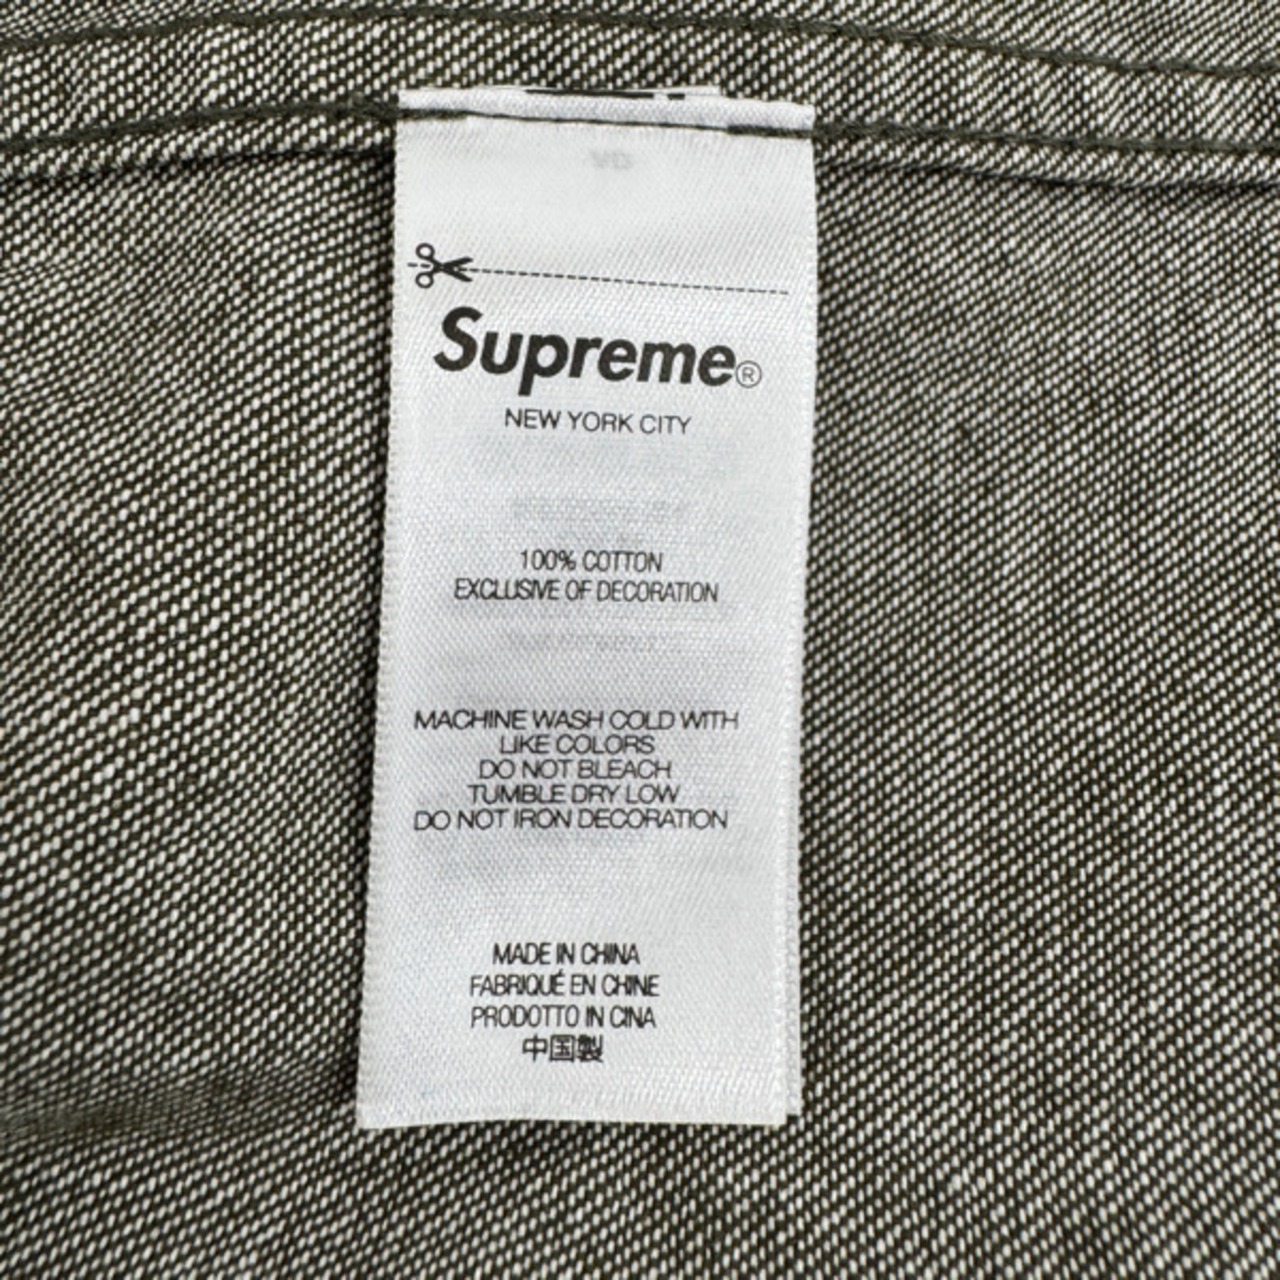 Supreme®
NEW YORK CITY
100% COTTON
EXCLUSIVE OF DECORATION
MACHINE WASH COLD WITH
LIKE COLORS
DO NOT BLEACH
TUMBLE DRY LOW
DO NOT IRON DECORATION
MADE IN CHINA
FABRIQUÉ EN CHINE
PRODOTTO IN CINA
中国製